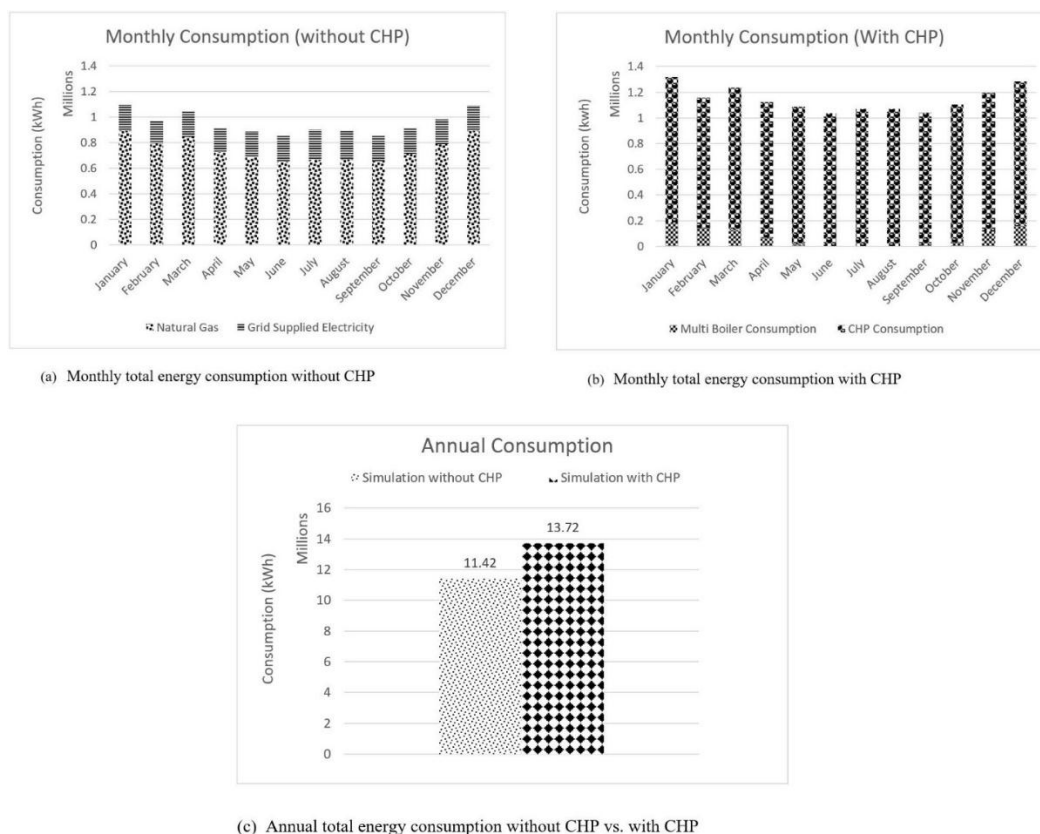 Monthly Consumption (without CHP)
Consumption (kWh)
Millions
1.4
1.2
1
0.8
0.6
0.4
0.2
0
January
February
March
April
May
June
July
August
September
October
November
December
Natural Gas
Grid Supplied Electricity
(a) Monthly total energy consumption without CHP
Monthly Consumption (With CHP)
Consumption (kWh)
Millions
1.4
1.2
1
0.8
0.6
0.4
0.2
0
January
February
March
April
May
June
July
August
September
October
November
December
Multi Boiler Consumption
CHP Consumption
(b) Monthly total energy consumption with CHP
Annual Consumption
Simulation without CHP
Simulation with CHP
Consumption (kWh)
Millions
16
14
12
10
8
6
4
2
0
11.42
13.72
(c) Annual total energy consumption without CHP vs. with CHP